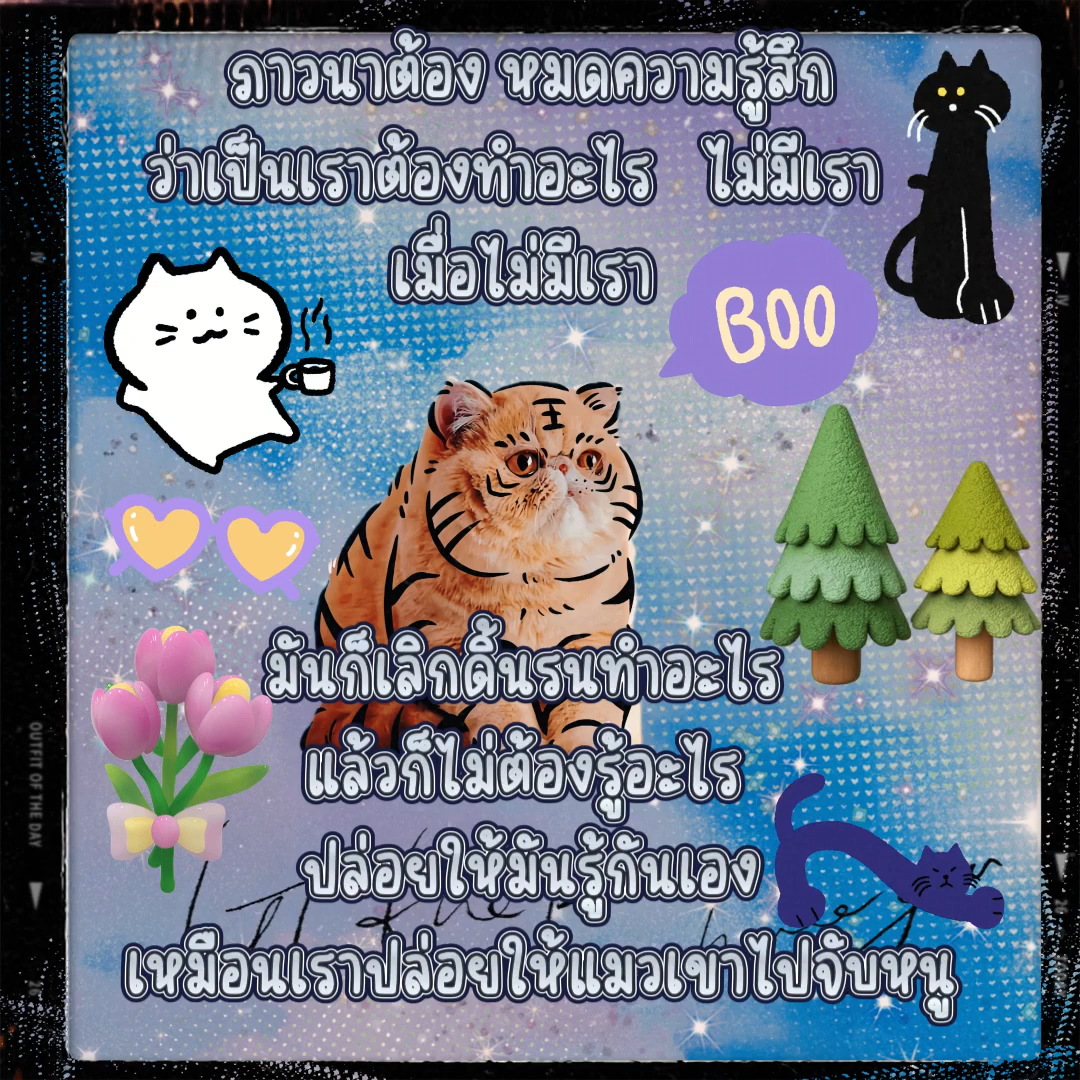 ภาวนาต้อง หมดความรู้สึก
ว่าเป็นเราต้องทำอะไร ไม่มีเรา
เมื่อไม่มีเรา
BOO
มันก็เลิกดิ้นรนทำอะไร
แล้วก็ไม่ต้องรู้อะไร
ปล่อยให้มันรู้กันเอง
เหมือนเราปล่อยให้แมวเขาไปจับหนู
OUTFIT OF THE DAY